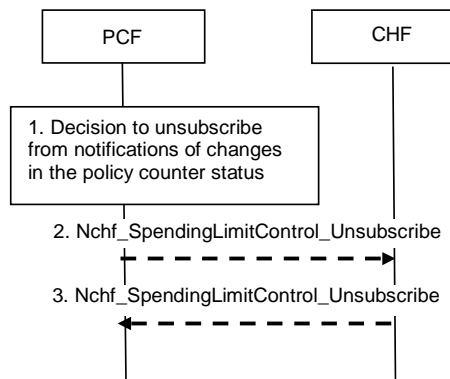 PCF
CHF
1. Decision to unsubscribe
from notifications of changes
in the policy counter status
2. Nchf_SpendingLimitControl_Unsubscribe
3. Nchf_SpendingLimitControl_Unsubscribe